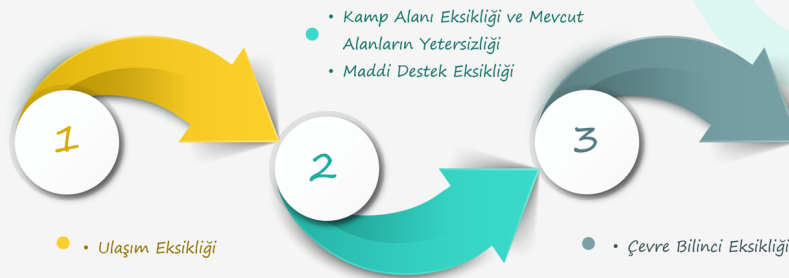 • Kamp Alanı Eksikliği ve Mevcut
Alanların Yetersizliği
• Maddi Destek Eksikliği
1
2
3
• Ulaşım Eksikliği
• Çevre Bilinci Eksikliği